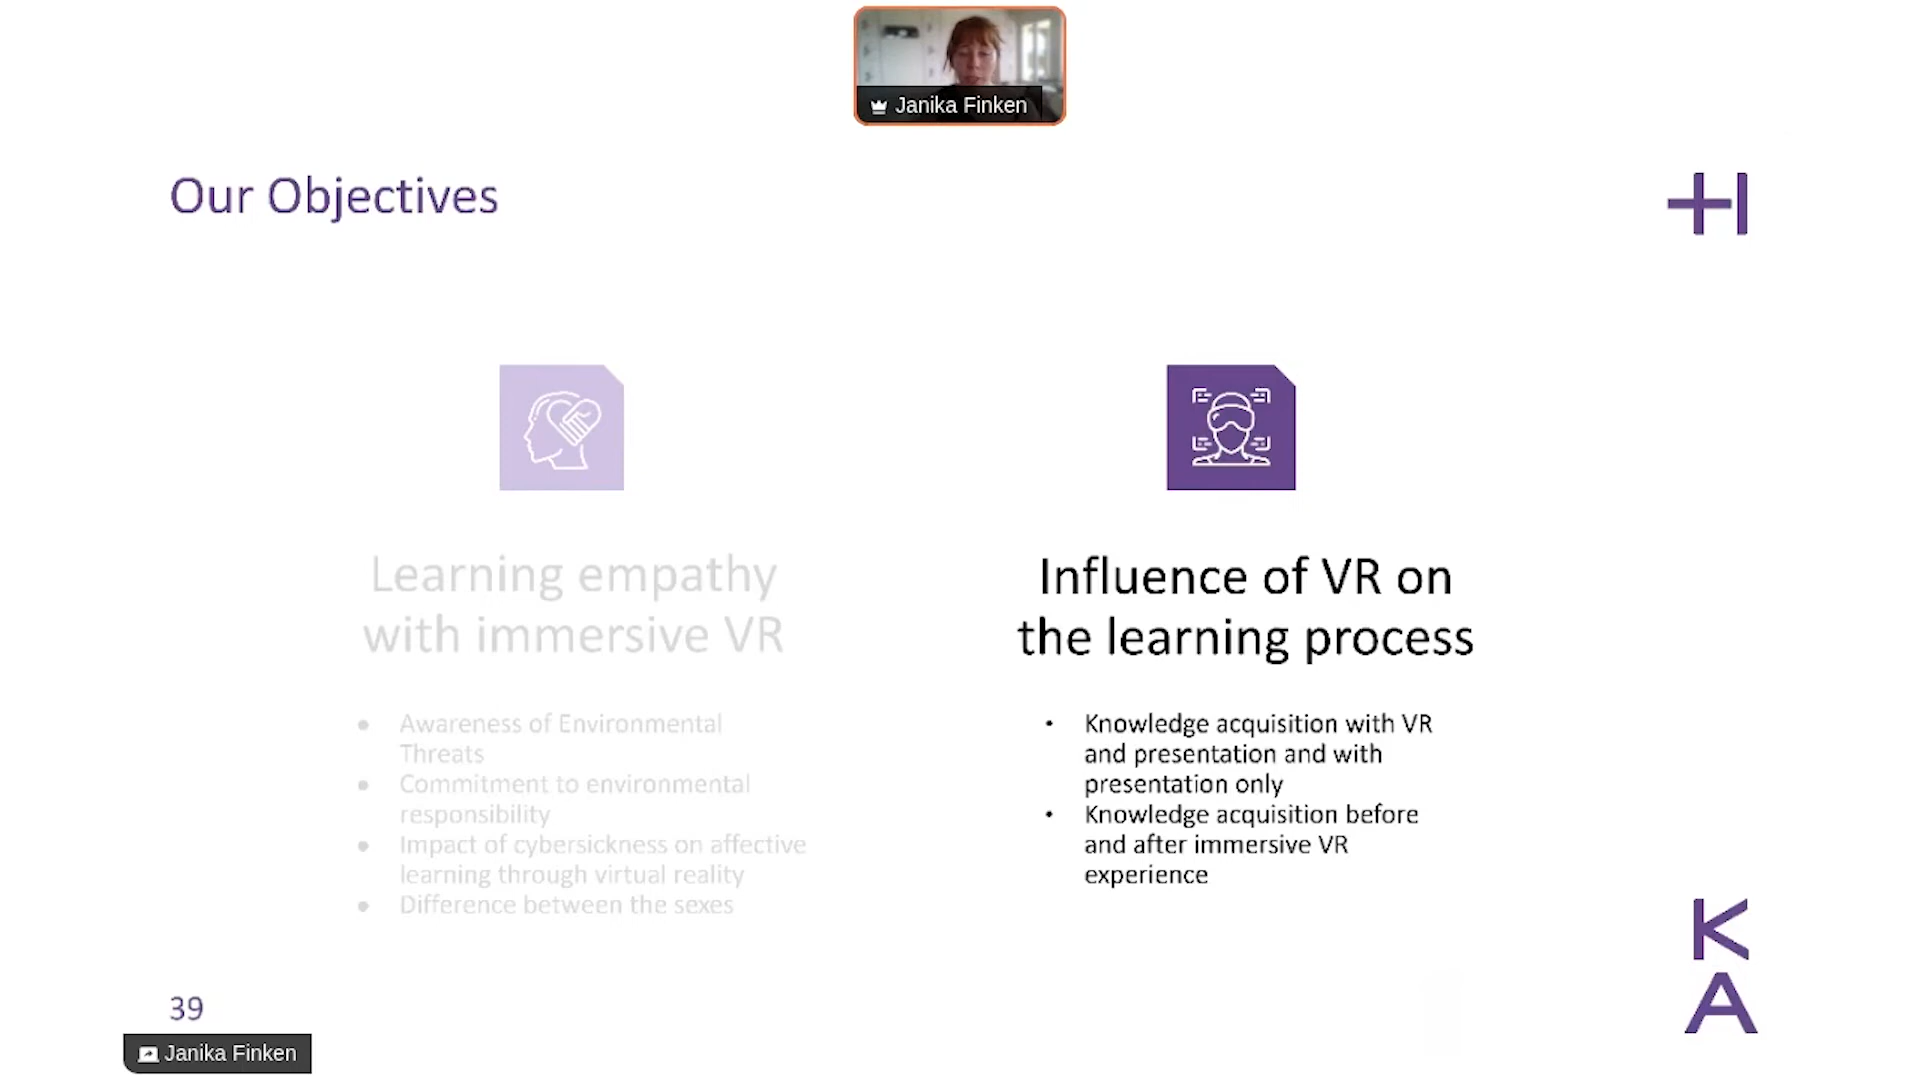 Janika Finken
Our Objectives
H
Learning empathy
with immersive VR
• Awareness of Environmental
Threats
• Commitment to environmental
responsibility
• Impact of cybersickness on affective
learning through virtual reality
• Difference between the sexes
Influence of VR on
the learning process
• Knowledge acquisition with VR
and presentation and with
presentation only
• Knowledge acquisition before
and after immersive VR
experience
K
A
39
Janika Finken